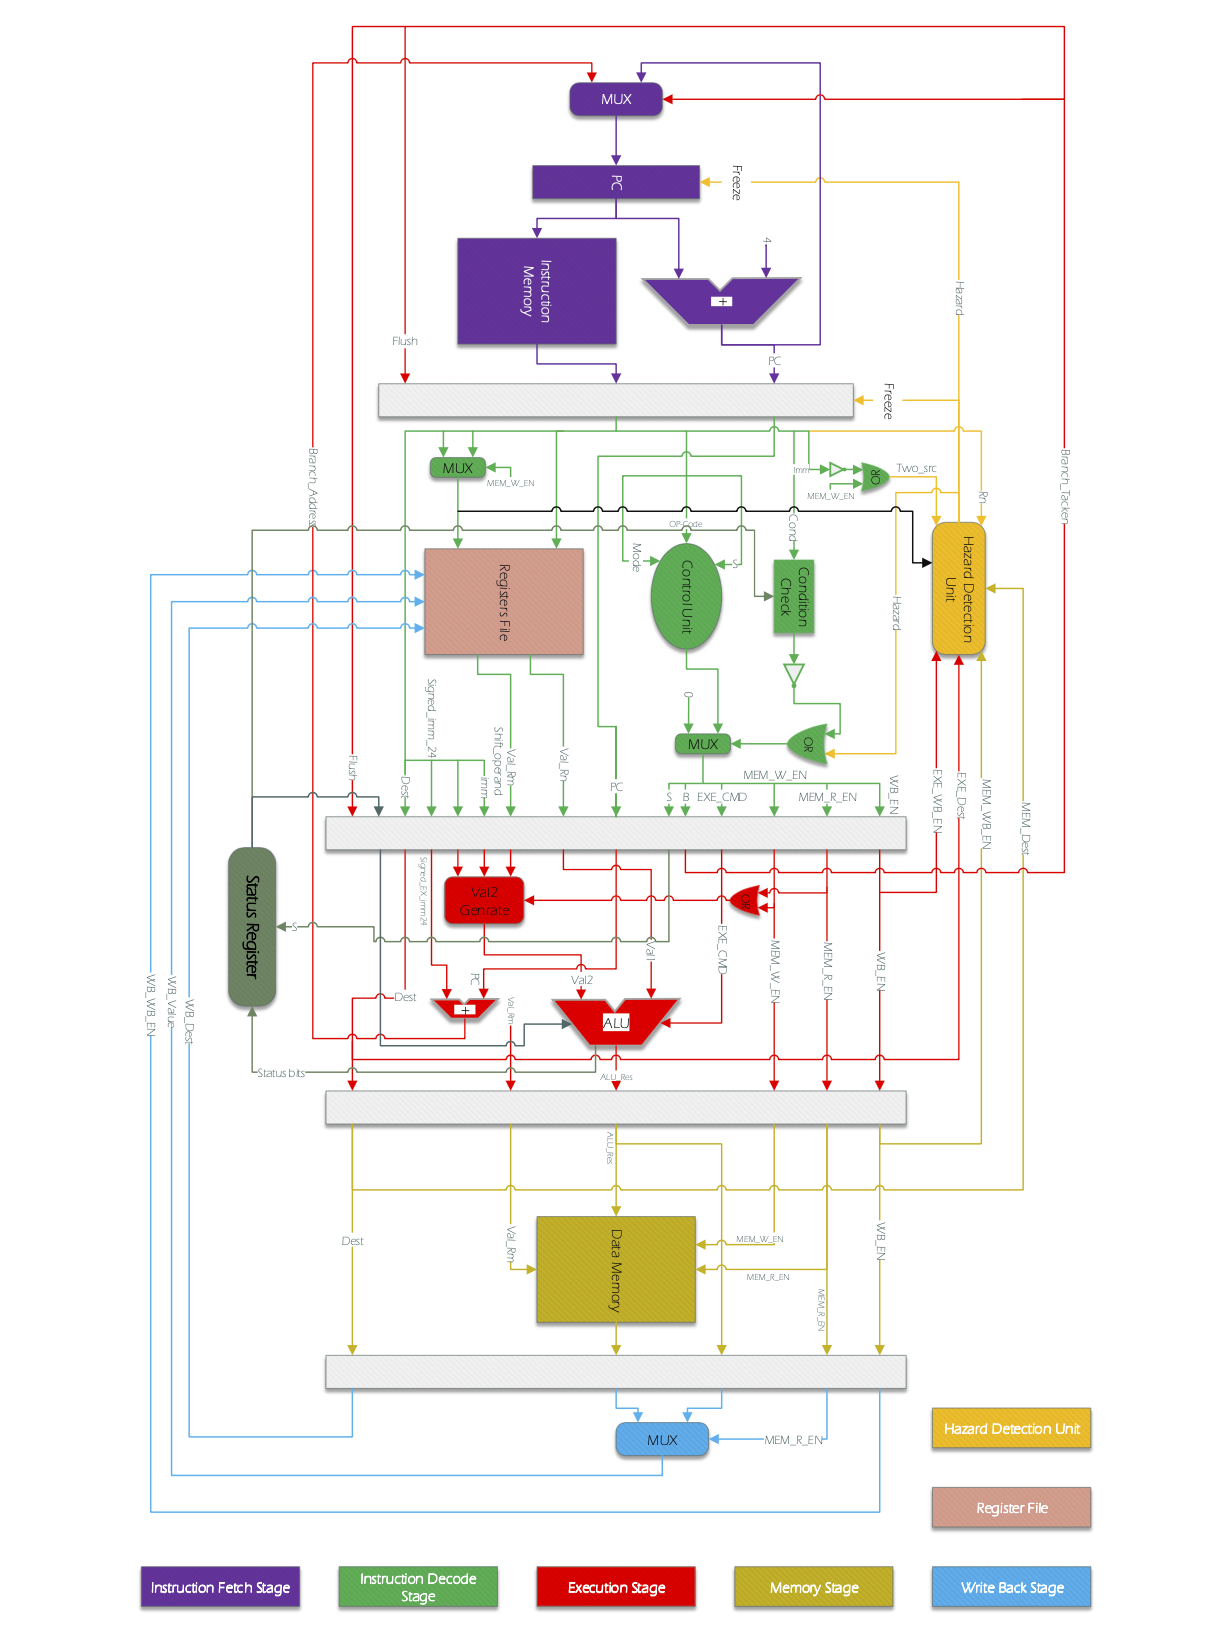 MUX
PC
Freeze
4
Instruction
Memory
+
Hazard
Flush
PC
Freeze
Branch_Address
Branch_Tacken
MUX
MEM_W_EN
Imm
MEM_W_EN
OR
Two_src
Rn
OP-Code
Cond
Mode
S
Registers File
Control Unit
Condition
Check
Hazard Detection
Unit
Hazard
Signed_imm_24
0
MUX
OR
Flush
Dest
imm
Shift_operand
Val_Rm
Val_Rn
PC
MEM_W_EN
S
B
EXE_CMD
MEM_R_EN
WB_EN
EXE_WB_EN
EXE_Dest
MEM_WB_EN
MEM_Dest
Status Register
Signed_EX_imm24
Val2
Genrate
OR
S
EXE_CMD
Val1
MEM_W_EN
MEM_R_EN
WB_EN
PC
Val2
Dest
Val_Rm
+
ALU
WB_WB_EN
WB_Value
WB_Dest
Status bits
ALU_Res
ALU_Res
Dest
Val_Rm
Data Memory
MEM_W_EN
MEM_R_EN
MEM_R_EN
WB_EN
MUX
MEM_R_EN
Hazard Detection Unit
Register File
Instruction Fetch Stage
Instruction Decode
Stage
Execution Stage
Memory Stage
Write Back Stage